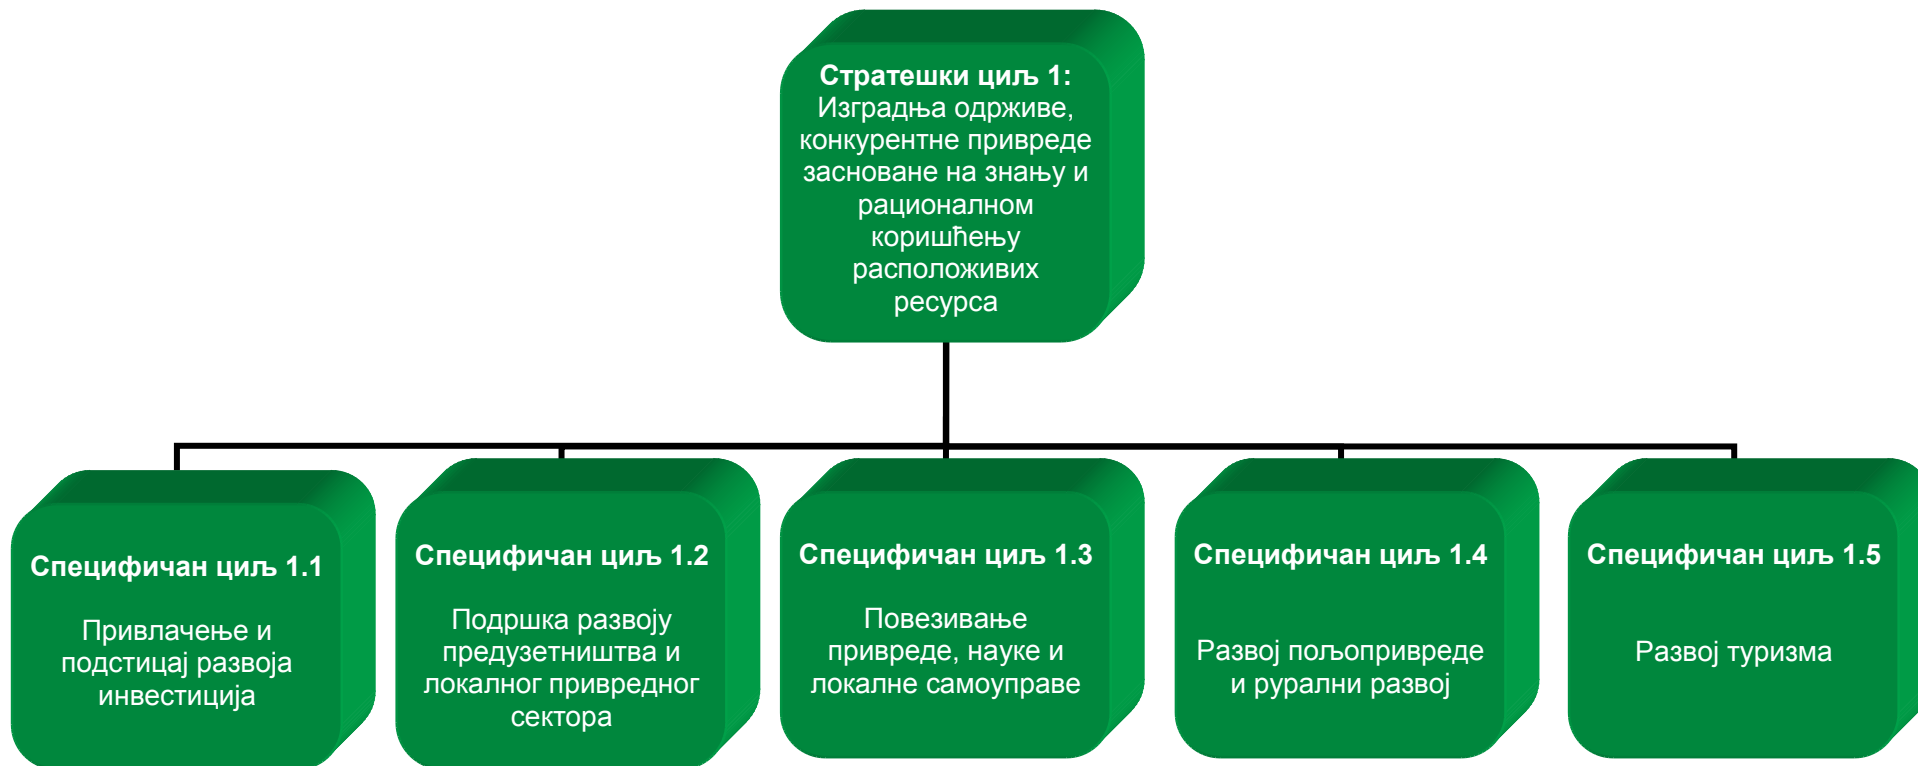 Стратешки циљ 1:
Изградња одрживе,
конкурентне привреде
засноване на знању и
рационалном
коришћењу
расположивих
ресурса
Специфичан циљ 1.1
Привлачење и
подстицај развоја
инвестиција
Специфичан циљ 1.2
Подршка развоју
предузетништва и
локалног привредног
сектора
Специфичан циљ 1.3
Повезивање
привреде, науке и
локалне самоуправе
Специфичан циљ 1.4
Развој пољопривреде
и рурални развој
Специфичан циљ 1.5
Развој туризма